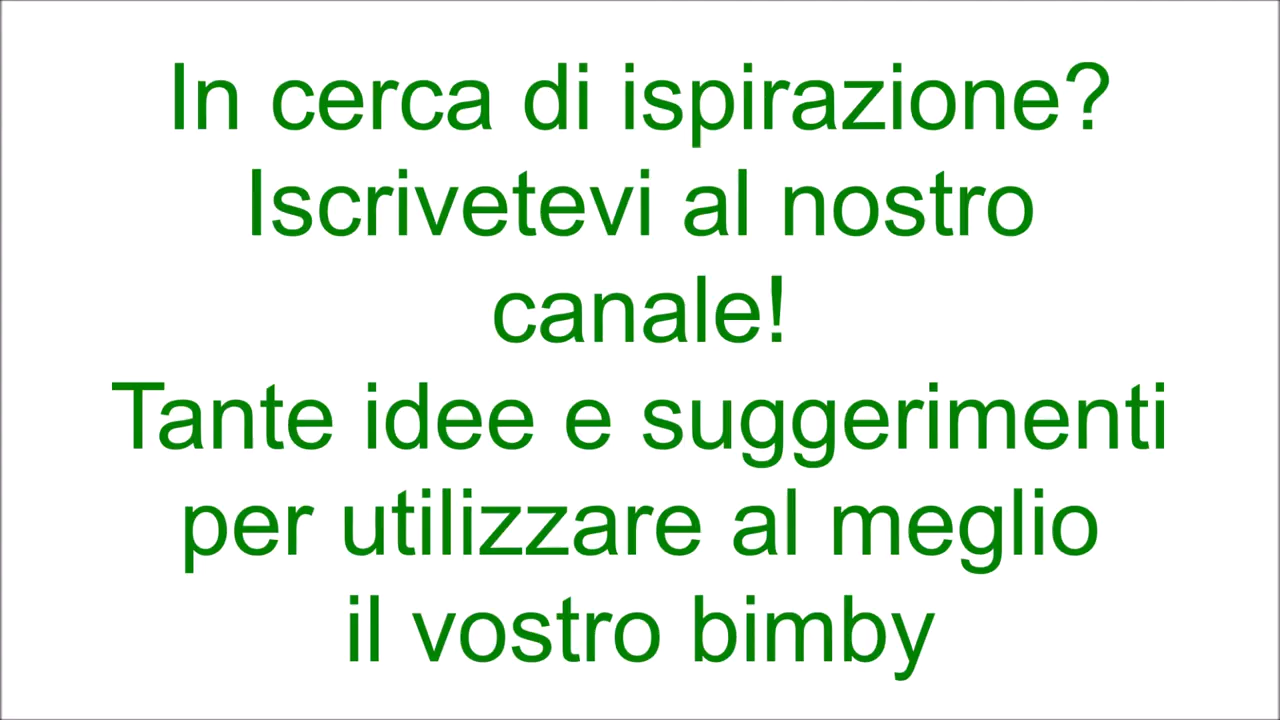 In cerca di ispirazione?
Iscrivetevi al nostro
canale!
Tante idee e suggerimenti
per utilizzare al meglio
il vostro bimby